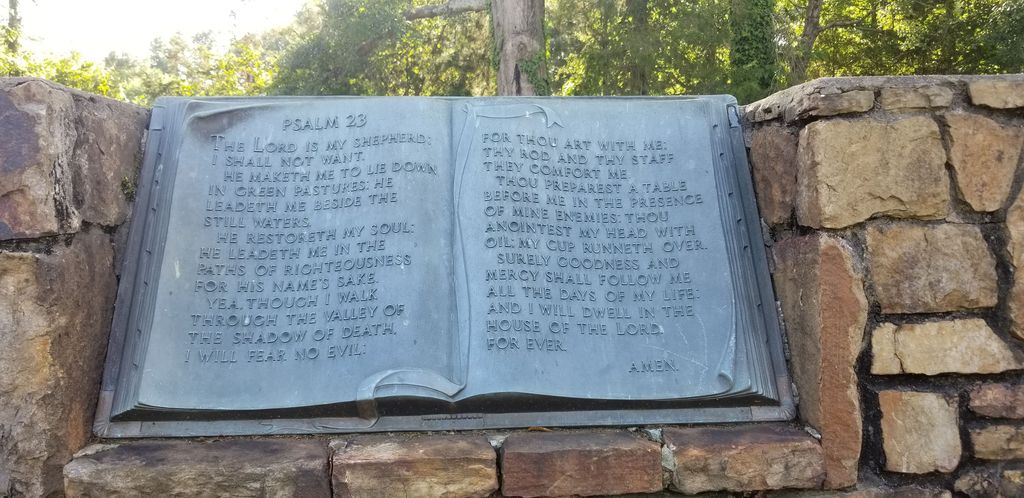 PSALM 23
THE LORD IS MY SHEPHERD;
I SHALL NOT WANT.
HE MAKETH ME TO LIE DOWN
IN GREEN PASTURES: HE
LEADETH ME BESIDE THE
STILL WATERS.
HE RESTORETH MY SOUL:
HE LEADETH ME IN THE
PATHS OF RIGHTEOUSNESS
FOR HIS NAME'S SAKE.
YEA, THOUGH I WALK
THROUGH THE VALLEY OF
THE SHADOW OF DEATH,
I WILL FEAR NO EVIL:
FOR THOU ART WITH ME;
THY ROD AND THY STAFF
THEY COMFORT ME.
THOU PREPAREST A TABLE
BEFORE ME IN THE PRESENCE
OF MINE ENEMIES: THOU
ANOINTEST MY HEAD WITH
OIL; MY CUP RUNNETH OVER.
SURELY GOODNESS AND
MERCY SHALL FOLLOW ME
ALL THE DAYS OF MY LIFE:
AND I WILL DWELL IN THE
HOUSE OF THE LORD
FOR EVER.
AMEN.